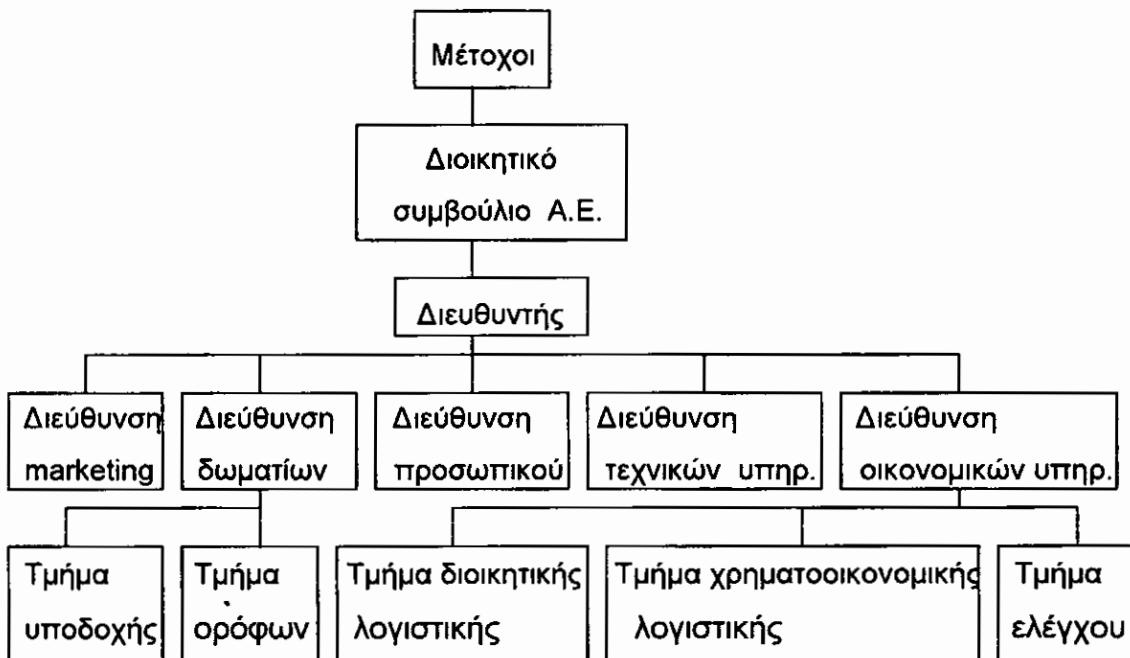 Μέτοχοι
Διοικητικό
συμβούλιο Α.Ε.
Διευθυντής
Διεύθυνση
marketing
Διεύθυνση
δωματίων
Διεύθυνση
προσωπικού
Διεύθυνση
τεχνικών υπηρ.
Διεύθυνση
οικονομικών υπηρ.
Τμήμα
υποδοχής
Τμήμα
ορόφων
Τμήμα διοικητικής
λογιστικής
Τμήμα χρηματοοικονομικής
λογιστικής
Τμήμα
ελέγχου